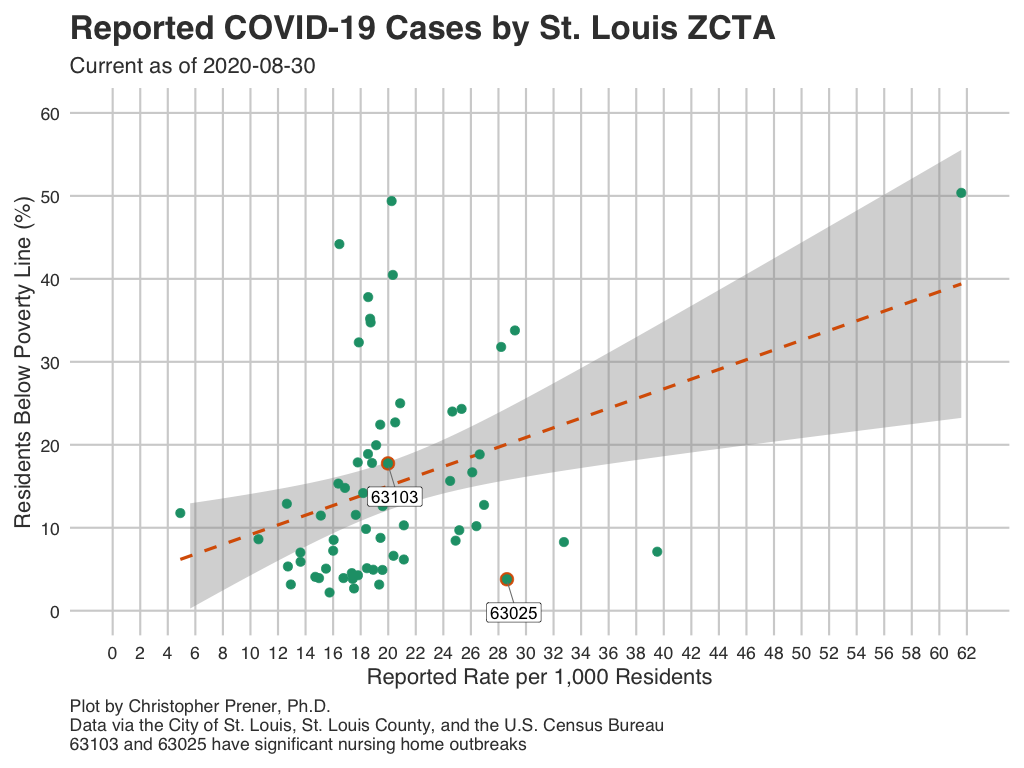 Reported COVID-19 Cases by St. Louis ZCTA
Current as of 2020-08-30
Residents Below Poverty Line (%)
60
50
40
30
20
10
0
63103
63025
0 2 4 6 8 10 12 14 16 18 20 22 24 26 28 30 32 34 36 38 40 42 44 46 48 50 52 54 56 58 60 62
Reported Rate per 1,000 Residents
Plot by Christopher Prener, Ph.D.
Data via the City of St. Louis, St. Louis County, and the U.S. Census Bureau
63103 and 63025 have significant nursing home outbreaks